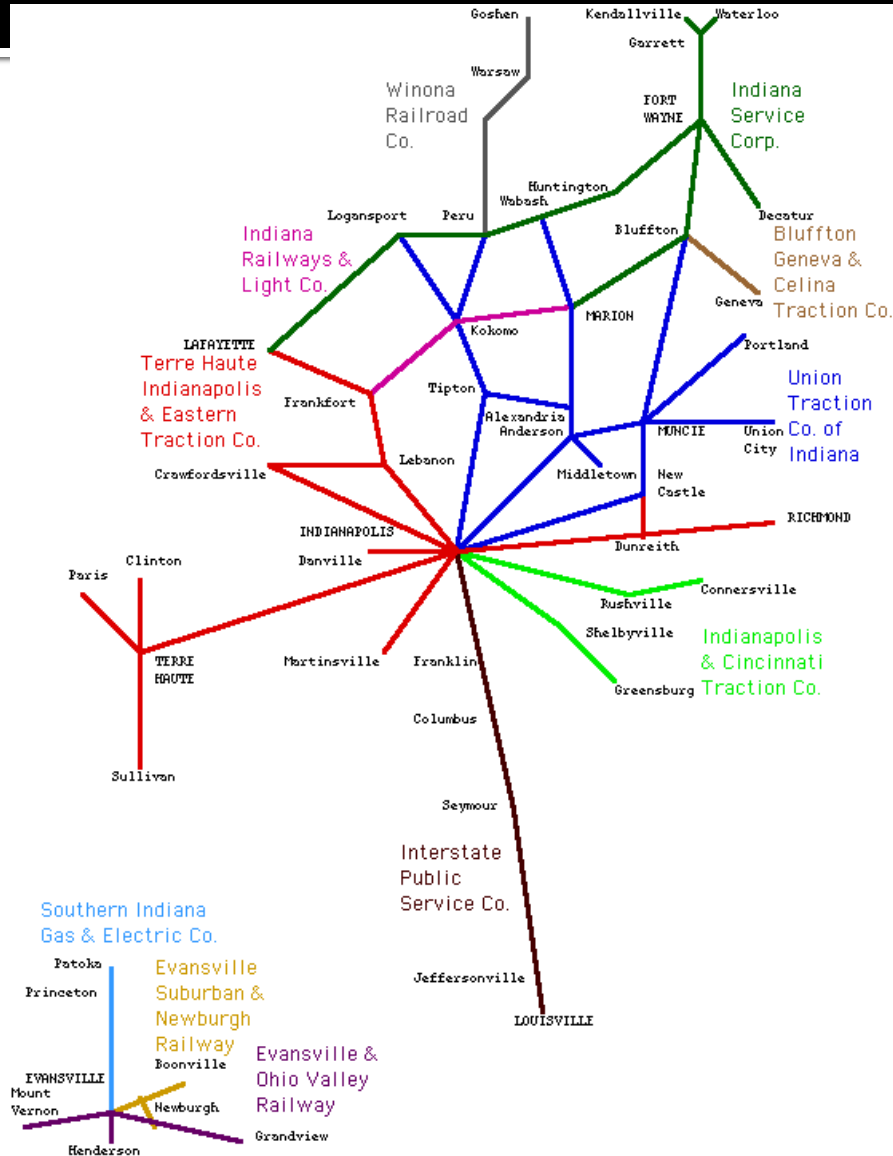 Goshen
Kendallville
Waterloo
Garrett
Warsaw
Winona
Railroad
Co.
FORT
WAYNE
Indiana
Service
Corp.
Huntington
Wabash
Logansport
Peru
Decatur
Bluffton
Indiana
Railways &
Light Co.
Bluffton
Geneva &
Celina
Traction Co.
Geneva
MARION
Kokomo
LAFAYETTE
Portland
Terre Haute
Indianapolis
& Eastern
Traction Co.
Frankfort
Tipton
Union
Traction
Co. of
Indiana
Alexandria
Anderson
MUNCIE
Union
City
Lebanon
Crawfordsville
Middletown
New
Castle
RICHMOND
INDIANAPOLIS
Danville
Dunreith
Clinton
Paris
Connersville
Rushville
Shelbyville
Indianapolis
& Cincinnati
Traction Co.
TERRE
HAUTE
Martinsville
Franklin
Greensburg
Columbus
Sullivan
Seymour
Interstate
Public
Service Co.
Southern Indiana
Gas & Electric Co.
Patoka
Princeton
Evansville
Suburban &
Newburgh
Railway
Jeffersonville
LOUISVILLE
Boonville
Evansville &
Ohio Valley
Railway
EVANSVILLE
Mount
Vernon
Newburgh
Grandview
Henderson